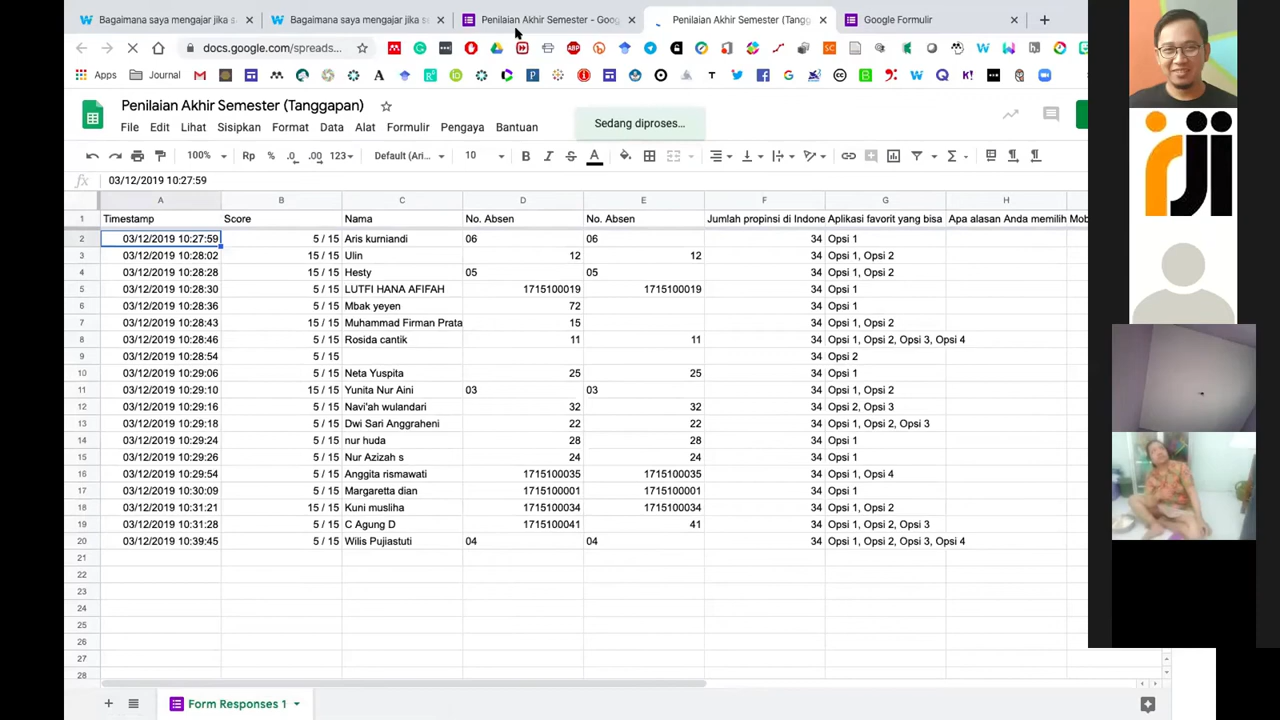 Bagaimana saya mengajar jika s
Bagaimana saya mengajar jika se
Penilaian Akhir Semester - Goog
Penilaian Akhir Semester (Tangg
Google Formulir
docs.google.com/spreads...
Apps
Journal
Penilaian Akhir Semester (Tanggapan)
Sedang diproses...
File Edit Lihat Sisipkan Format Data Alat Formulir Pengaya Bantuan
100% Rp % .0 .00 123 Default (Ari... 10 B I S A
fx 03/12/2019 10:27:59
A B C D E F G H
1 Timestamp Score Nama No. Absen No. Absen Jumlah propinsi di Indone Aplikasi favorit yang bisa Apa alasan Anda memilih Mob
2 03/12/2019 10:27:59 5 / 15 Aris kurniandi 06 06 34 Opsi 1
3 03/12/2019 10:28:02 15 / 15 Ulin 12 12 34 Opsi 1, Opsi 2
4 03/12/2019 10:28:28 15 / 15 Hesty 05 05 34 Opsi 1, Opsi 2
5 03/12/2019 10:28:30 5 / 15 LUTFI HANA AFIFAH 1715100019 1715100019 34 Opsi 1
6 03/12/2019 10:28:36 5 / 15 Mbak yeyen 72 34 Opsi 1
7 03/12/2019 10:28:43 15 / 15 Muhammad Firman Prata 15 34 Opsi 1, Opsi 2
8 03/12/2019 10:28:46 5 / 15 Rosida cantik 11 11 34 Opsi 1, Opsi 2, Opsi 3, Opsi 4
9 03/12/2019 10:28:54 5 / 15 34 Opsi 2
10 03/12/2019 10:29:06 5 / 15 Neta Yuspita 25 25 34 Opsi 1
11 03/12/2019 10:29:10 15 / 15 Yunita Nur Aini 03 03 34 Opsi 1, Opsi 2
12 03/12/2019 10:29:16 5 / 15 Navi'ah wulandari 32 32 34 Opsi 2, Opsi 3
13 03/12/2019 10:29:18 5 / 15 Dwi Sari Anggraheni 22 22 34 Opsi 1, Opsi 2, Opsi 3
14 03/12/2019 10:29:24 5 / 15 nur huda 28 28 34 Opsi 1
15 03/12/2019 10:29:26 5 / 15 Nur Azizah s 24 24 34 Opsi 1
16 03/12/2019 10:29:54 5 / 15 Anggita rismawati 1715100035 1715100035 34 Opsi 1, Opsi 4
17 03/12/2019 10:30:09 5 / 15 Margaretta dian 1715100001 1715100001 34 Opsi 1
18 03/12/2019 10:31:21 15 / 15 Kuni musliha 1715100034 1715100034 34 Opsi 1, Opsi 2
19 03/12/2019 10:31:28 5 / 15 C Agung D 1715100041 41 34 Opsi 1, Opsi 2, Opsi 3
20 03/12/2019 10:39:45 5 / 15 Wilis Pujiastuti 04 04 34 Opsi 1, Opsi 2, Opsi 3, Opsi 4
21
22
23
24
25
26
27
28
Form Responses 1
rji